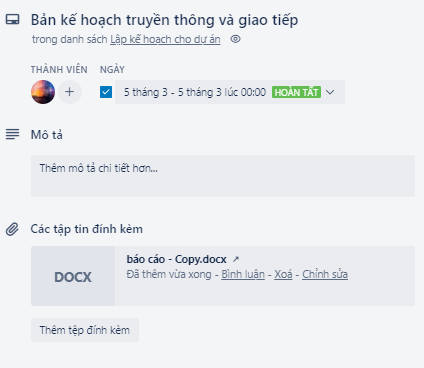 Bản kế hoạch truyền thông và giao tiếp
trong danh sách Lập kế hoạch cho dự án
THÀNH VIÊN NGÀY
5 tháng 3 - 5 tháng 3 lúc 00:00 HOÀN TẤT
Mô tả
Thêm mô tả chi tiết hơn...
Các tập tin đính kèm
DOCX
báo cáo - Copy.docx ↗
Đã thêm vừa xong - Bình luận - Xoá - Chỉnh sửa
Thêm tệp đính kèm